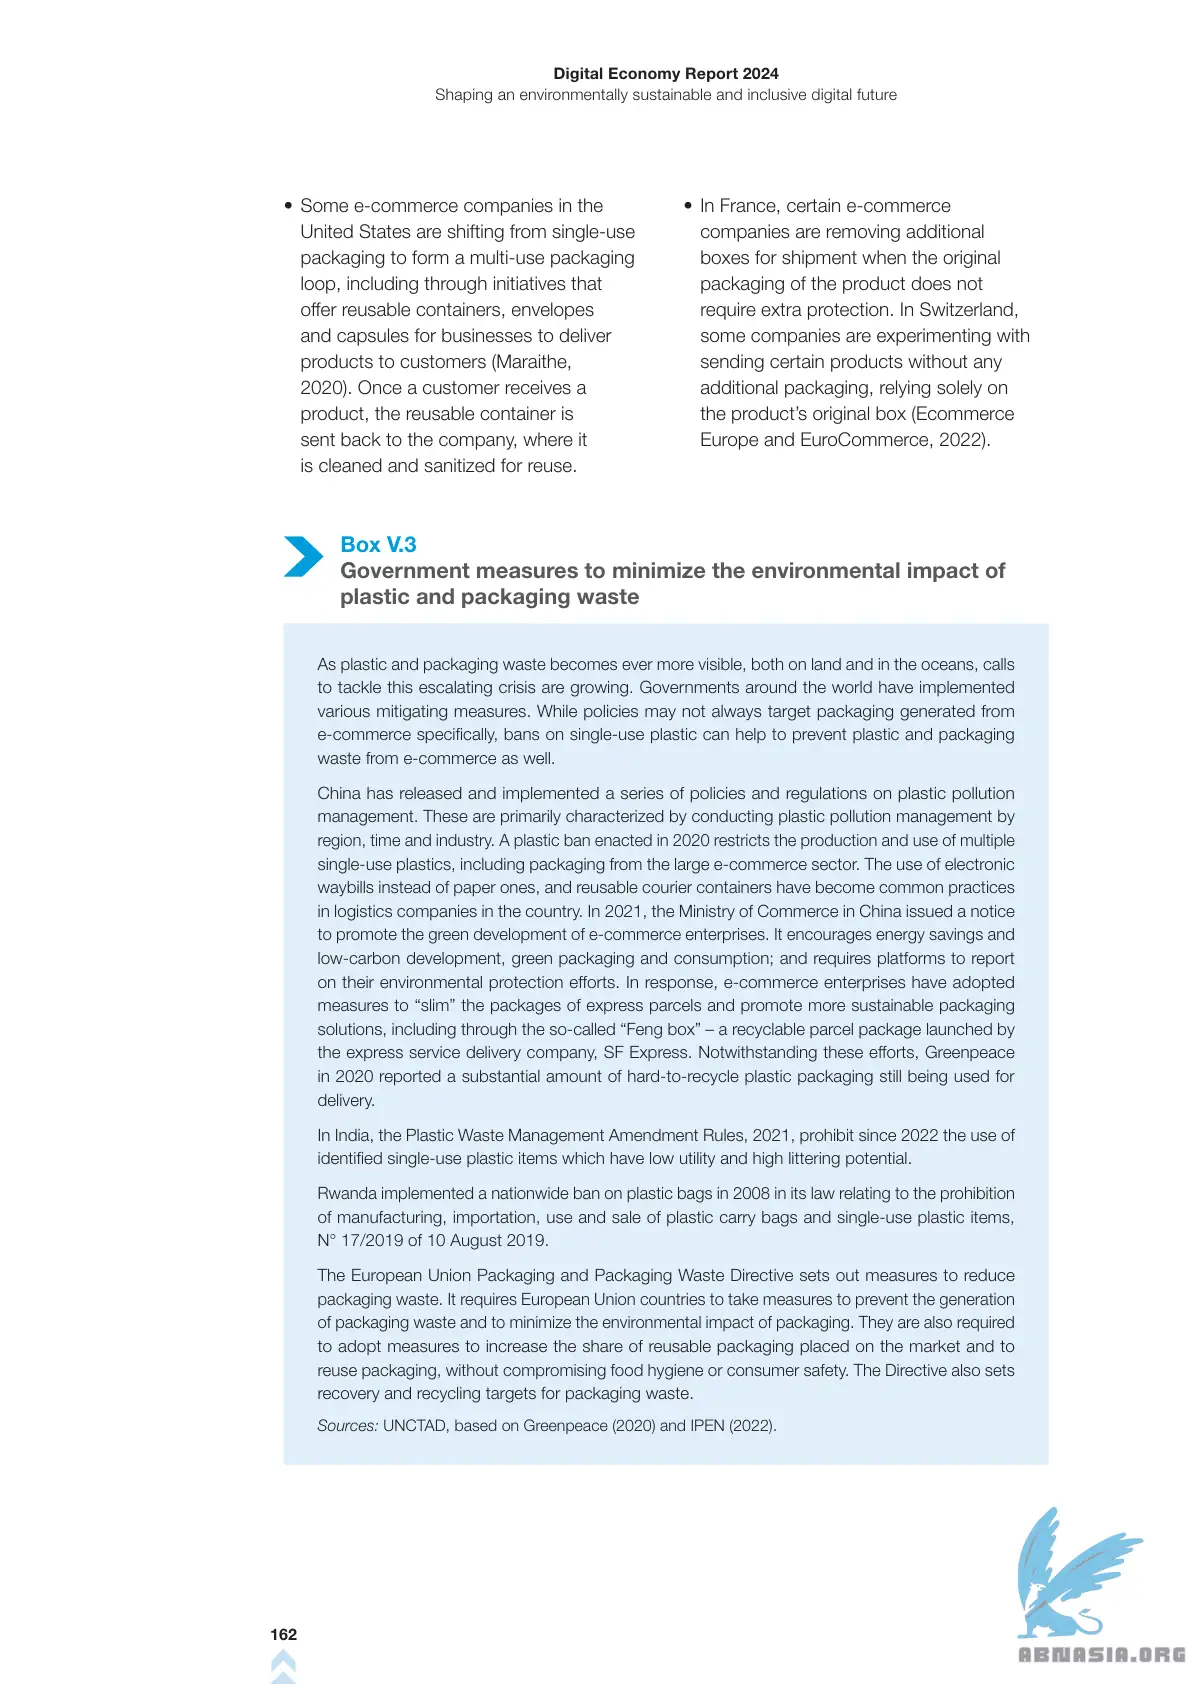 Digital Economy Report 2024
Shaping an environmentally sustainable and inclusive digital future
• Some e-commerce companies in the
United States are shifting from single-use
packaging to form a multi-use packaging
loop, including through initiatives that
offer reusable containers, envelopes
and capsules for businesses to deliver
products to customers (Maraithe,
2020). Once a customer receives a
product, the reusable container is
sent back to the company, where it
is cleaned and sanitized for reuse.
• In France, certain e-commerce
companies are removing additional
boxes for shipment when the original
packaging of the product does not
require extra protection. In Switzerland,
some companies are experimenting with
sending certain products without any
additional packaging, relying solely on
the product’s original box (Ecommerce
Europe and EuroCommerce, 2022).
Box V.3
Government measures to minimize the environmental impact of
plastic and packaging waste
As plastic and packaging waste becomes ever more visible, both on land and in the oceans, calls
to tackle this escalating crisis are growing. Governments around the world have implemented
various mitigating measures. While policies may not always target packaging generated from
e-commerce specifically, bans on single-use plastic can help to prevent plastic and packaging
waste from e-commerce as well.
China has released and implemented a series of policies and regulations on plastic pollution
management. These are primarily characterized by conducting plastic pollution management by
region, time and industry. A plastic ban enacted in 2020 restricts the production and use of multiple
single-use plastics, including packaging from the large e-commerce sector. The use of electronic
waybills instead of paper ones, and reusable courier containers have become common practices
in logistics companies in the country. In 2021, the Ministry of Commerce in China issued a notice
to promote the green development of e-commerce enterprises. It encourages energy savings and
low-carbon development, green packaging and consumption; and requires platforms to report
on their environmental protection efforts. In response, e-commerce enterprises have adopted
measures to “slim” the packages of express parcels and promote more sustainable packaging
solutions, including through the so-called “Feng box” – a recyclable parcel package launched by
the express service delivery company, SF Express. Notwithstanding these efforts, Greenpeace
in 2020 reported a substantial amount of hard-to-recycle plastic packaging still being used for
delivery.
In India, the Plastic Waste Management Amendment Rules, 2021, prohibit since 2022 the use of
identified single-use plastic items which have low utility and high littering potential.
Rwanda implemented a nationwide ban on plastic bags in 2008 in its law relating to the prohibition
of manufacturing, importation, use and sale of plastic carry bags and single-use plastic items,
N° 17/2019 of 10 August 2019.
The European Union Packaging and Packaging Waste Directive sets out measures to reduce
packaging waste. It requires European Union countries to take measures to prevent the generation
of packaging waste and to minimize the environmental impact of packaging. They are also required
to adopt measures to increase the share of reusable packaging placed on the market and to
reuse packaging, without compromising food hygiene or consumer safety. The Directive also sets
recovery and recycling targets for packaging waste.
Sources: UNCTAD, based on Greenpeace (2020) and IPEN (2022).
162
ABNASIA.ORG